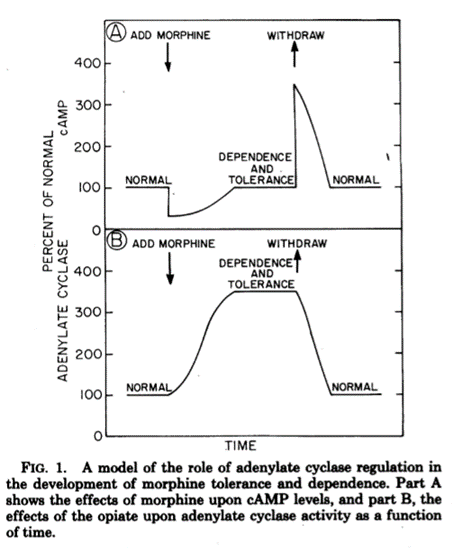 A ADD MORPHINE WITHDRAW
400
300
200
100
0
NORMAL
DEPENDENCE
AND
TOLERANCE
NORMAL
B ADD MORPHINE WITHDRAW
400
300
200
100
0
NORMAL
DEPENDENCE
AND
TOLERANCE
NORMAL
PERCENT OF NORMAL
ADENYLATE CYCLASE cAMP
TIME
FIG. 1. A model of the role of adenylate cyclase regulation in
the development of morphine tolerance and dependence. Part A
shows the effects of morphine upon cAMP levels, and part B, the
effects of the opiate upon adenylate cyclase activity as a function
of time.